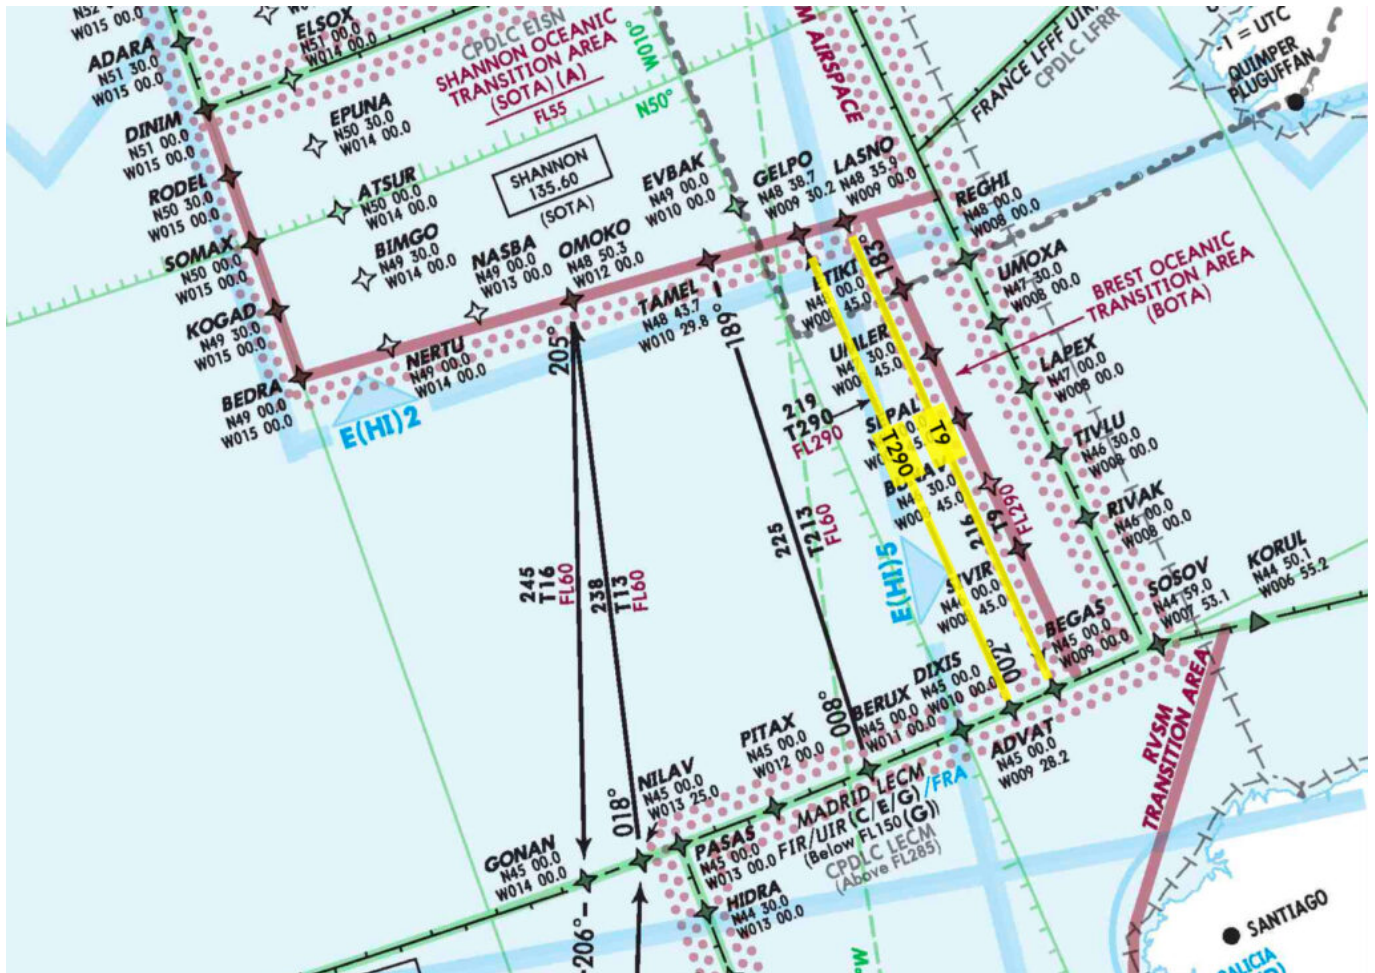 W015 00.0
ADARA
N51 30.0
W015 00.0
ELSOX
N51 00.0
W014 00.0
CPDLC EISN
SHANNON OCEANIC
TRANSITION AREA
(SOTA) (A)
FL55
W010°
N50°
M AIRSPACE
FRANCE LFFF UIR
CPDLC LFRR
1 = UTC
QUIMPER
PLUGUFFAN
DINIM
N51 00.0
W015 00.0
EPUNA
N50 30.0
W014 00.0
RODEL
N50 30.0
W015 00.0
ATSUR
N50 00.0
W014 00.0
SHANNON
135.60
(SOTA)
EVBAK
N49 00.0
W010 00.0
GELPO
N48 38.7
W009 30.2
LASNO
N48 35.9
W009 00.0
REGHI
N48 00.0
W008 00.0
SOMAX
N50 00.0
W015 00.0
BIMGO
N49 30.0
W014 00.0
NASBA
N49 00.0
W013 00.0
OMOKO
N48 50.3
W012 00.0
TAMEL
N48 43.7
W010 29.8
ETIKI
183°
UMOXA
N47 30.0
W008 00.0
BREST OCEANIC
TRANSITION AREA
(BOTA)
KOGAD
N49 30.0
W015 00.0
NERTU
N49 00.0
W014 00.0
205°
189°
UMLER
LAPEX
N47 00.0
W008 00.0
BEDRA
N49 00.0
W015 00.0
E(HI)2
219
T290
FL290
SEPAL
T290
T9
TIVLU
N46 30.0
W008 00.0
RIVAK
N46 00.0
W008 00.0
225
T213
FL60
216
T9
FL290
E(HI)5
245
T16
FL60
238
T13
FL60
SIVIR
N46 00.0
BEGAS
N45 00.0
W009 00.0
SOSOV
N44 59.0
W007 53.1
KORUL
N44 50.1
W006 55.2
002°
DIXIS
N45 00.0
W010 00.0
BERUX
N45 00.0
W011 00.0
008°
PITAX
N45 00.0
W012 00.0
ADVAT
N45 00.0
W009 28.2
RVSM
TRANSITION AREA
NILAV
N45 00.0
W013 25.0
018°
MADRID LECM
/FRA
FIR/UIR (C/E/G)
(Below FL150 (G))
CPDLC LECM
(Above FL285)
GONAN
N45 00.0
W014 00.0
PASAS
N45 00.0
W013 00.0
HIDRA
N44 30.0
W013 00.0
206°
SANTIAGO